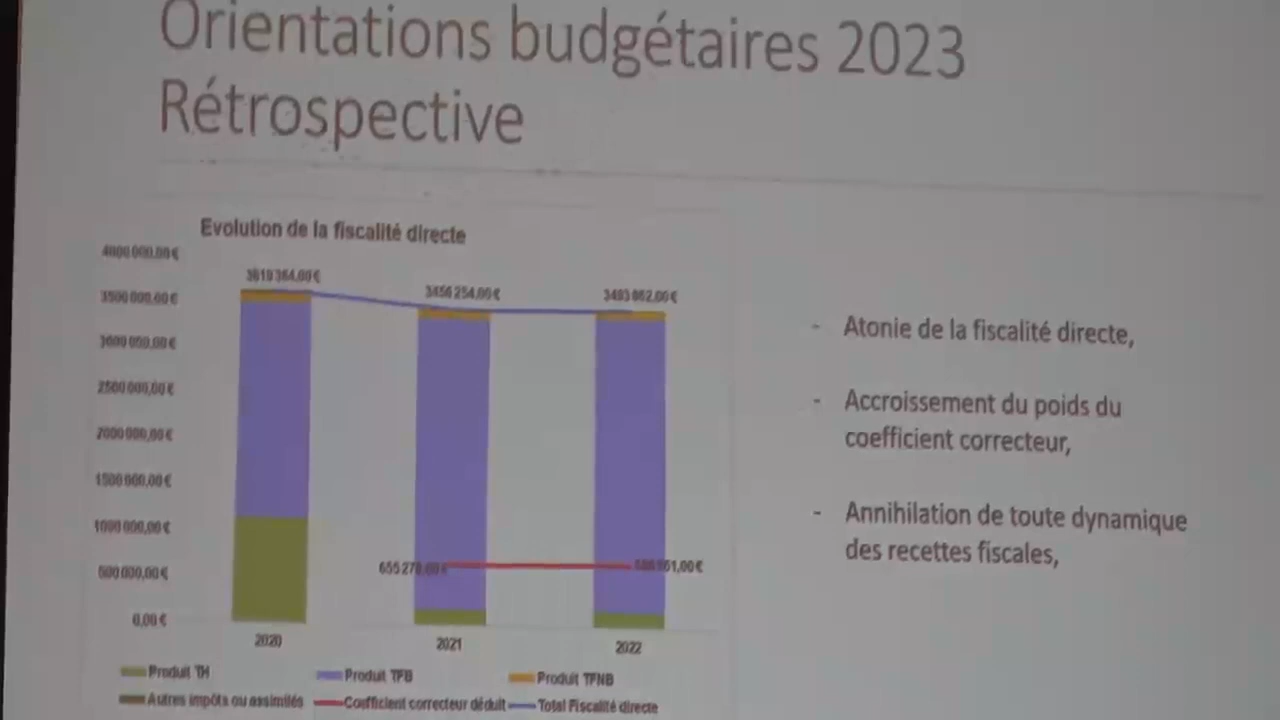 Orientations budgétaires 2023
Rétrospective
Evolution de la fiscalité directe
4000 000,00 €
3500 000,00 €
3000 000,00 €
2500 000,00 €
2000 000,00 €
1500 000,00 €
1000 000,00 €
500 000,00 €
0,00 €
3456 254,00 €
2020
2021
2022
Produit TH
Produit TFB
Produit TFNB
Autres impôts ou assimilés
Coefficient correcteur déduit
Total Fiscalité directe
- Atonie de la fiscalité directe,
- Accroissement du poids du
coefficient correcteur,
- Annihilation de toute dynamique
des recettes fiscales,